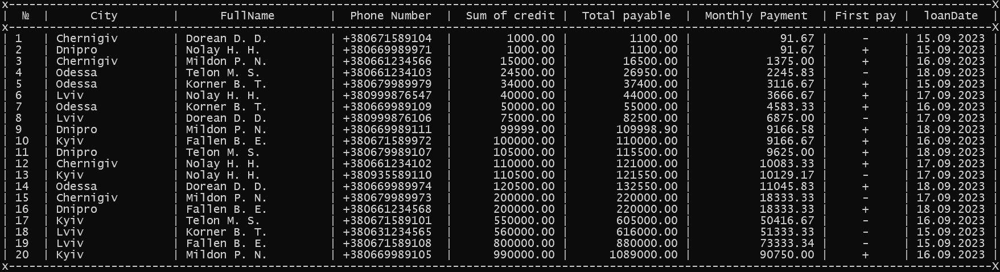 x-----------------------------------------------------------------------------------------------------------------------------------------------X
|  №  |      City        |      FullName        |  Phone Number  |  Sum of credit |  Total payable  |  Monthly Payment  | First pay |  loanDate  |
x-----------------------------------------------------------------------------------------------------------------------------------------------X
| 1   | Chernigiv        | Dorean D. D.         | +380671589104  |        1000.00 |         1100.00 |             91.67 |     -     | 15.09.2023 |
| 2   | Dnipro           | Nolay H. H.          | +380669989971  |        1000.00 |         1100.00 |             91.67 |     +     | 15.09.2023 |
| 3   | Chernigiv        | Mildon P. N.         | +380661234566  |       15000.00 |        16500.00 |           1375.00 |     +     | 16.09.2023 |
| 4   | Odessa           | Telon M. S.          | +380661234103  |       24500.00 |        26950.00 |           2245.83 |     -     | 18.09.2023 |
| 5   | Odessa           | Korner B. T.         | +380679989979  |       34000.00 |        37400.00 |           3116.67 |     +     | 15.09.2023 |
| 6   | Lviv             | Nolay H. H.          | +380999876547  |       40000.00 |        44000.00 |           3666.67 |     +     | 17.09.2023 |
| 7   | Odessa           | Korner B. T.         | +380669989109  |       50000.00 |        55000.00 |           4583.33 |     +     | 16.09.2023 |
| 8   | Lviv             | Dorean D. D.         | +380999876106  |       75000.00 |        82500.00 |           6875.00 |     -     | 17.09.2023 |
| 9   | Dnipro           | Mildon P. N.         | +380669989111  |       99999.00 |       109998.90 |           9166.58 |     +     | 18.09.2023 |
| 10  | Kyiv             | Fallen B. E.         | +380671589972  |      100000.00 |       110000.00 |           9166.67 |     +     | 16.09.2023 |
| 11  | Dnipro           | Telon M. S.          | +380679989107  |      105000.00 |       115500.00 |           9625.00 |     +     | 18.09.2023 |
| 12  | Chernigiv        | Nolay H. H.          | +380661234102  |      110000.00 |       121000.00 |          10083.33 |     +     | 17.09.2023 |
| 13  | Kyiv             | Nolay H. H.          | +380935589110  |      110500.00 |       121550.00 |          10129.17 |     -     | 17.09.2023 |
| 14  | Odessa           | Dorean D. D.         | +380669989974  |      120500.00 |       132550.00 |          11045.83 |     +     | 18.09.2023 |
| 15  | Chernigiv        | Mildon P. N.         | +380679989973  |      200000.00 |       220000.00 |          18333.33 |     -     | 17.09.2023 |
| 16  | Dnipro           | Fallen B. E.         | +380661234568  |      200000.00 |       220000.00 |          18333.33 |     +     | 18.09.2023 |
| 17  | Kyiv             | Telon M. S.          | +380671589101  |      550000.00 |       605000.00 |          50416.67 |     -     | 16.09.2023 |
| 18  | Lviv             | Korner B. T.         | +380631234565  |      560000.00 |       616000.00 |          51333.33 |     -     | 15.09.2023 |
| 19  | Lviv             | Fallen B. E.         | +380671589108  |      800000.00 |       880000.00 |          73333.34 |     -     | 15.09.2023 |
| 20  | Kyiv             | Mildon P. N.         | +380669989105  |      990000.00 |      1089000.00 |          90750.00 |     +     | 16.09.2023 |
x-----------------------------------------------------------------------------------------------------------------------------------------------X